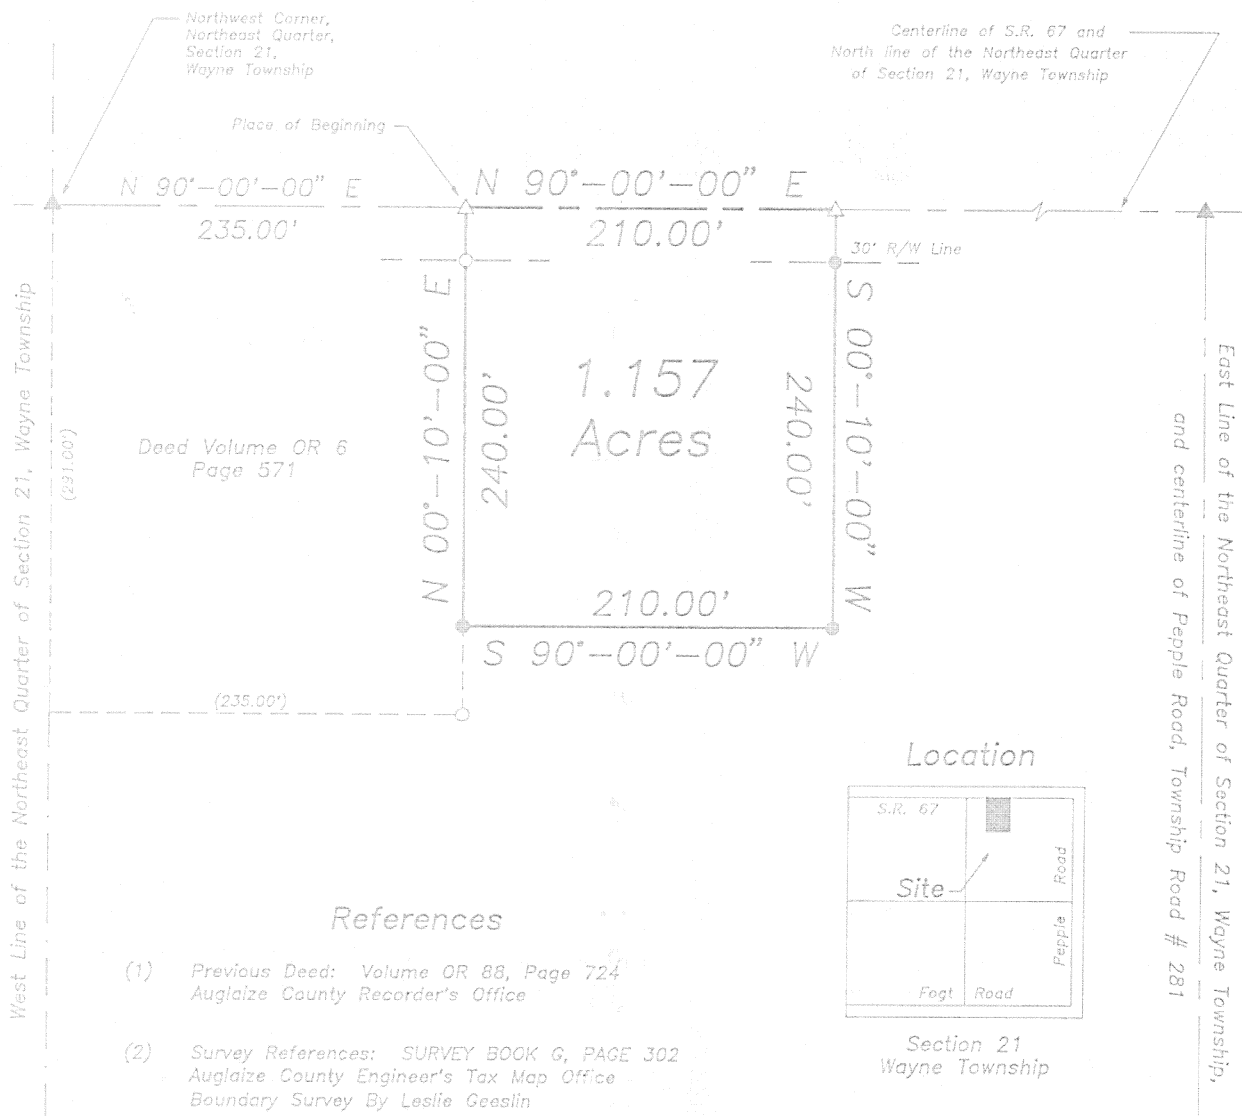 Northwest Corner,
Northeast Quarter,
Section 21,
Wayne Township
Centerline of S.R. 67 and
North line of the Northeast Quarter
of Section 21, Wayne Township
Place of Beginning
N 90°-00'-00" E
235.00'
N 90°-00'-00" E
210.00'
30' R/W Line
N 00°-10'-00" E
240.00'
1.157
Acres
240.00'
S 00°-10'-00" W
210.00'
S 90°-00'-00" W
Deed Volume OR 6
Page 571
(291.00')
(235.00')
West Line of the Northeast Quarter of Section 21, Wayne Township
East Line of the Northeast Quarter of Section 21, Wayne Township,
and centerline of Pepple Road, Township Road # 281
Location
S.R. 67
Site
Road
Pepple
Fogt Road
Section 21
Wayne Township
References
(1) Previous Deed: Volume OR 88, Page 724
Auglaize County Recorder's Office
(2) Survey References: SURVEY BOOK G, PAGE 302
Auglaize County Engineer's Tax Map Office
Boundary Survey By Leslie Geeslin